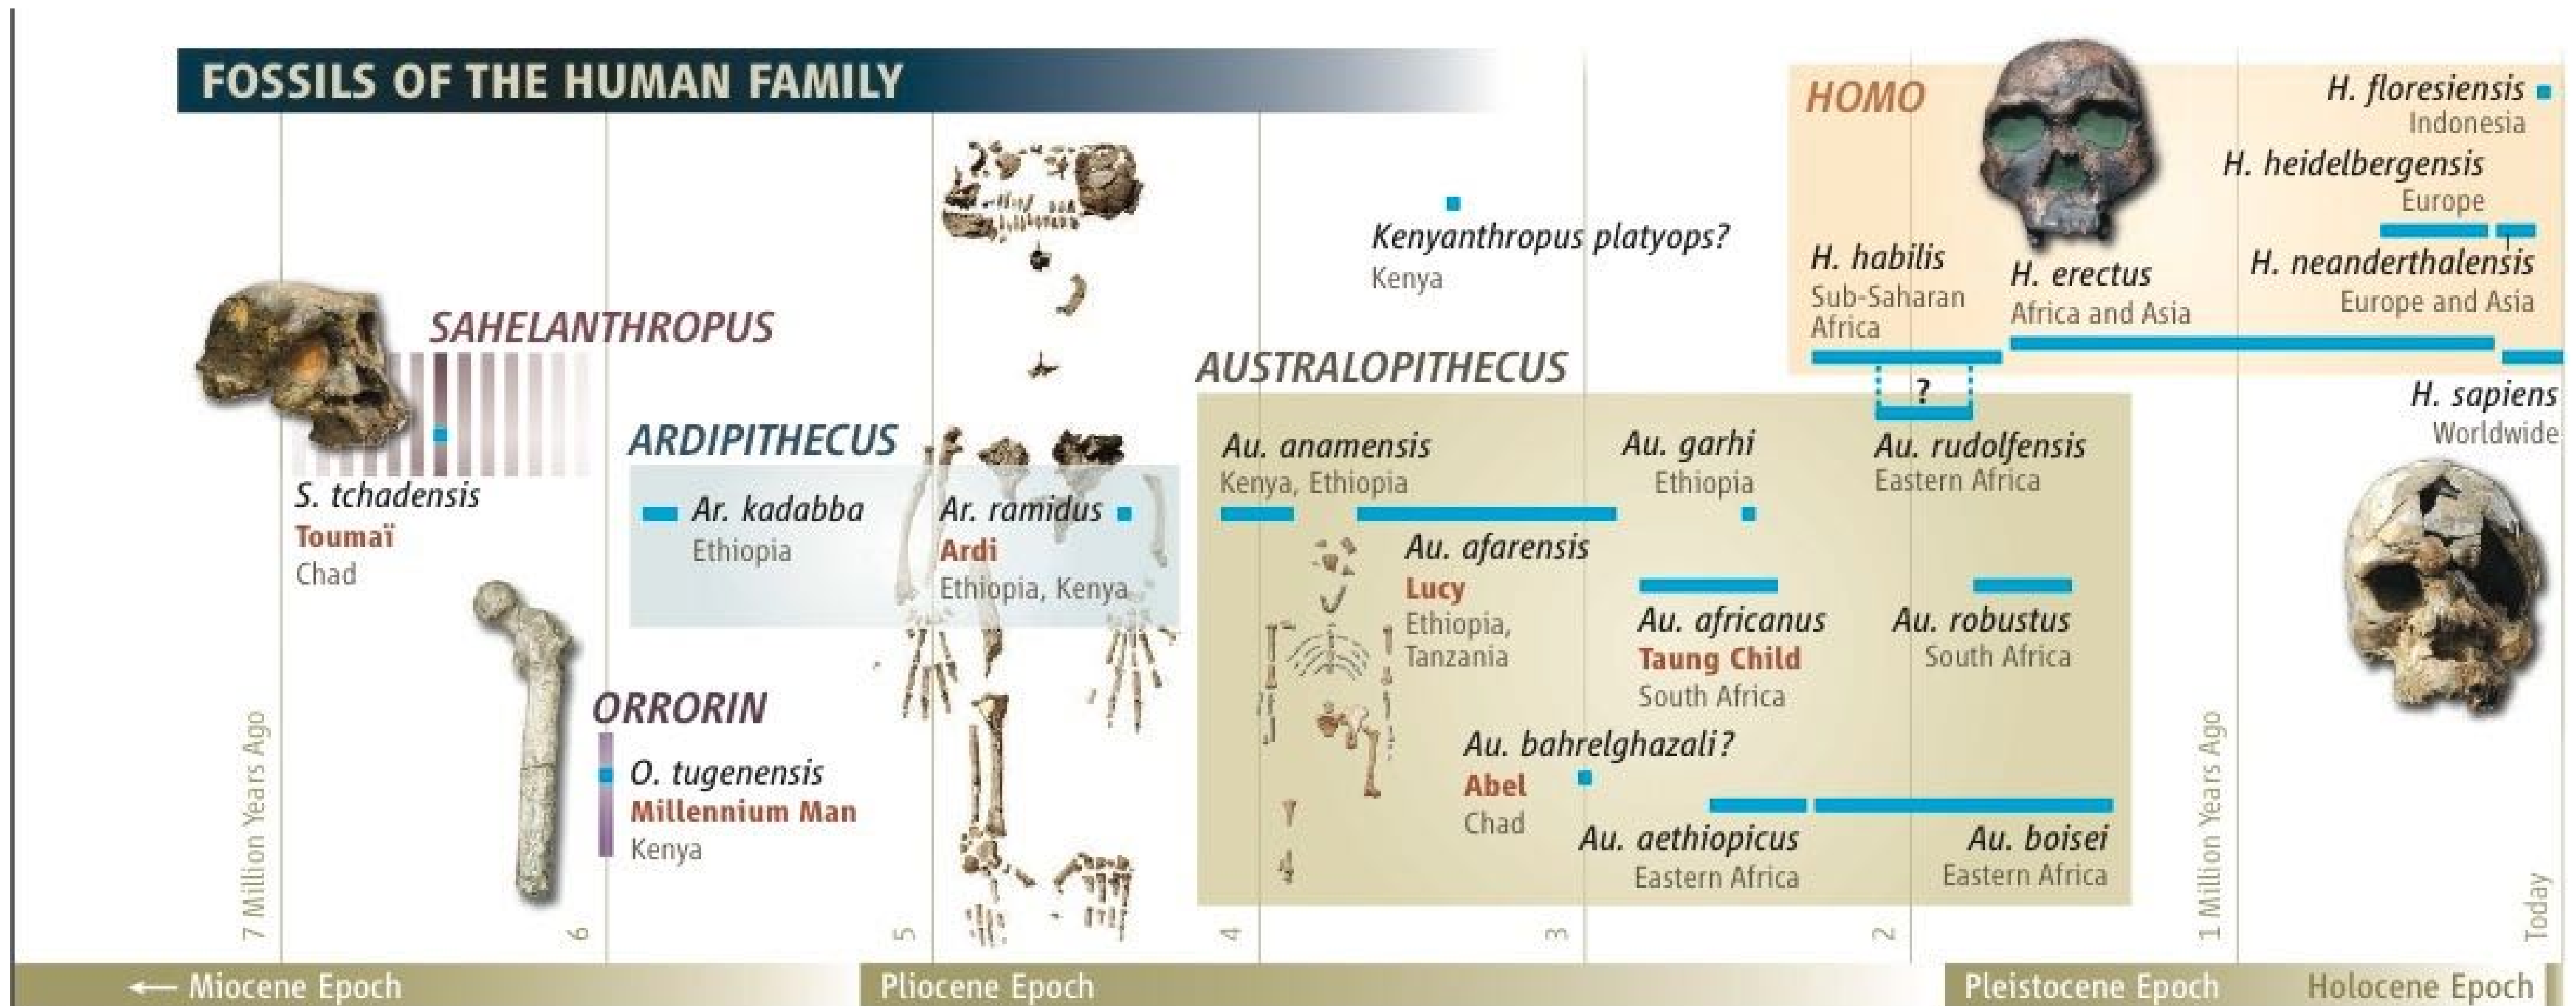 FOSSILS OF THE HUMAN FAMILY
HOMO
H. floresiensis
Indonesia
H. heidelbergensis
Europe
H. neanderthalensis
Europe and Asia
H. habilis
Sub-Saharan
Africa
H. erectus
Africa and Asia
H. sapiens
Worldwide
Kenyanthropus platyops?
Kenya
SAHELANTHROPUS
S. tchadensis
Toumaï
Chad
ARDIPITHECUS
Ar. kadabba
Ethiopia
Ar. ramidus
Ardi
Ethiopia, Kenya
ORRORIN
O. tugenensis
Millennium Man
Kenya
AUSTRALOPITHECUS
Au. anamensis
Kenya, Ethiopia
Au. garhi
Ethiopia
?
Au. rudolfensis
Eastern Africa
Au. afarensis
Lucy
Ethiopia,
Tanzania
Au. africanus
Taung Child
South Africa
Au. robustus
South Africa
Au. bahrelghazali?
Abel
Chad
Au. aethiopicus
Eastern Africa
Au. boisei
Eastern Africa
7 Million Years Ago
6
5
4
3
2
1 Million Years Ago
Today
← Miocene Epoch
Pliocene Epoch
Pleistocene Epoch
Holocene Epoch